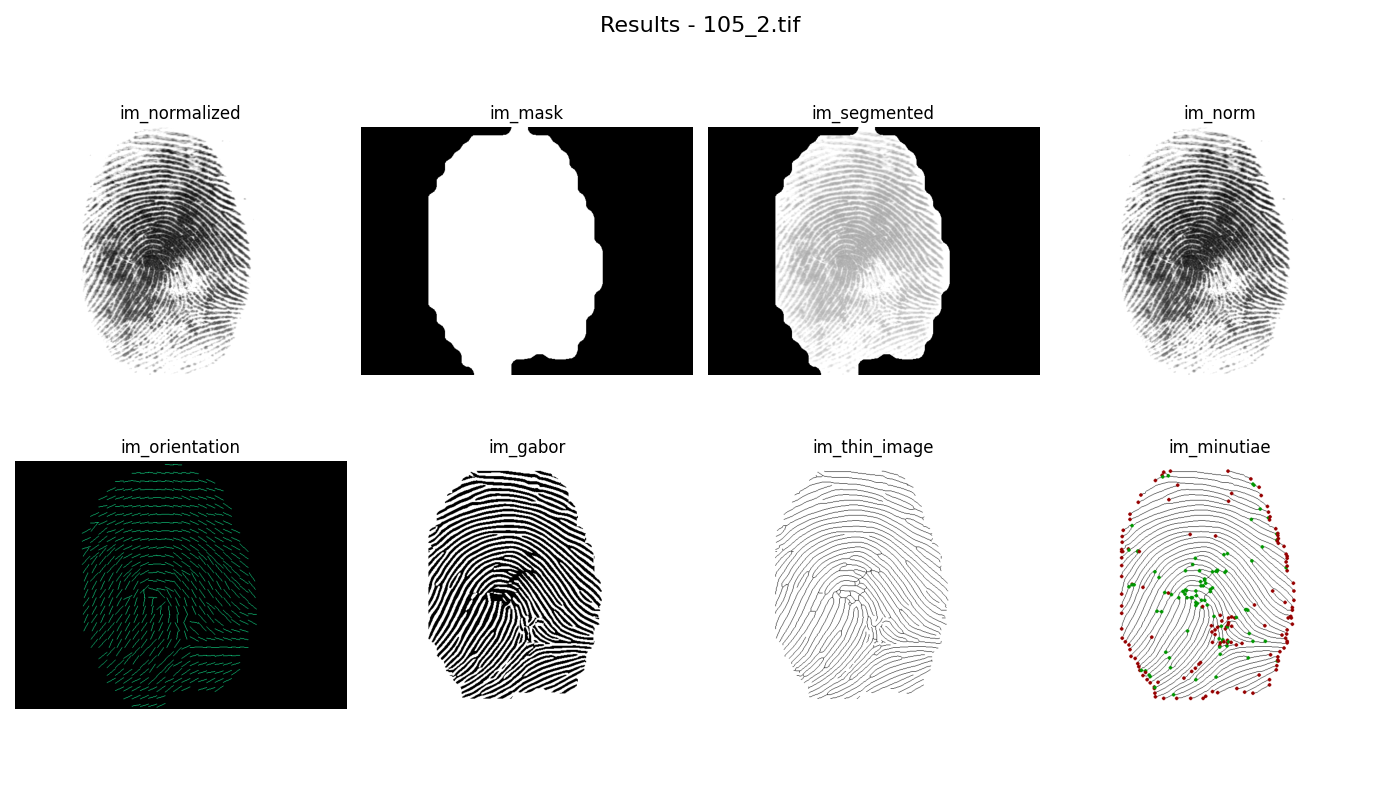 Results - 105_2.tif
im_normalized
im_mask
im_segmented
im_norm
im_orientation
im_gabor
im_thin_image
im_minutiae